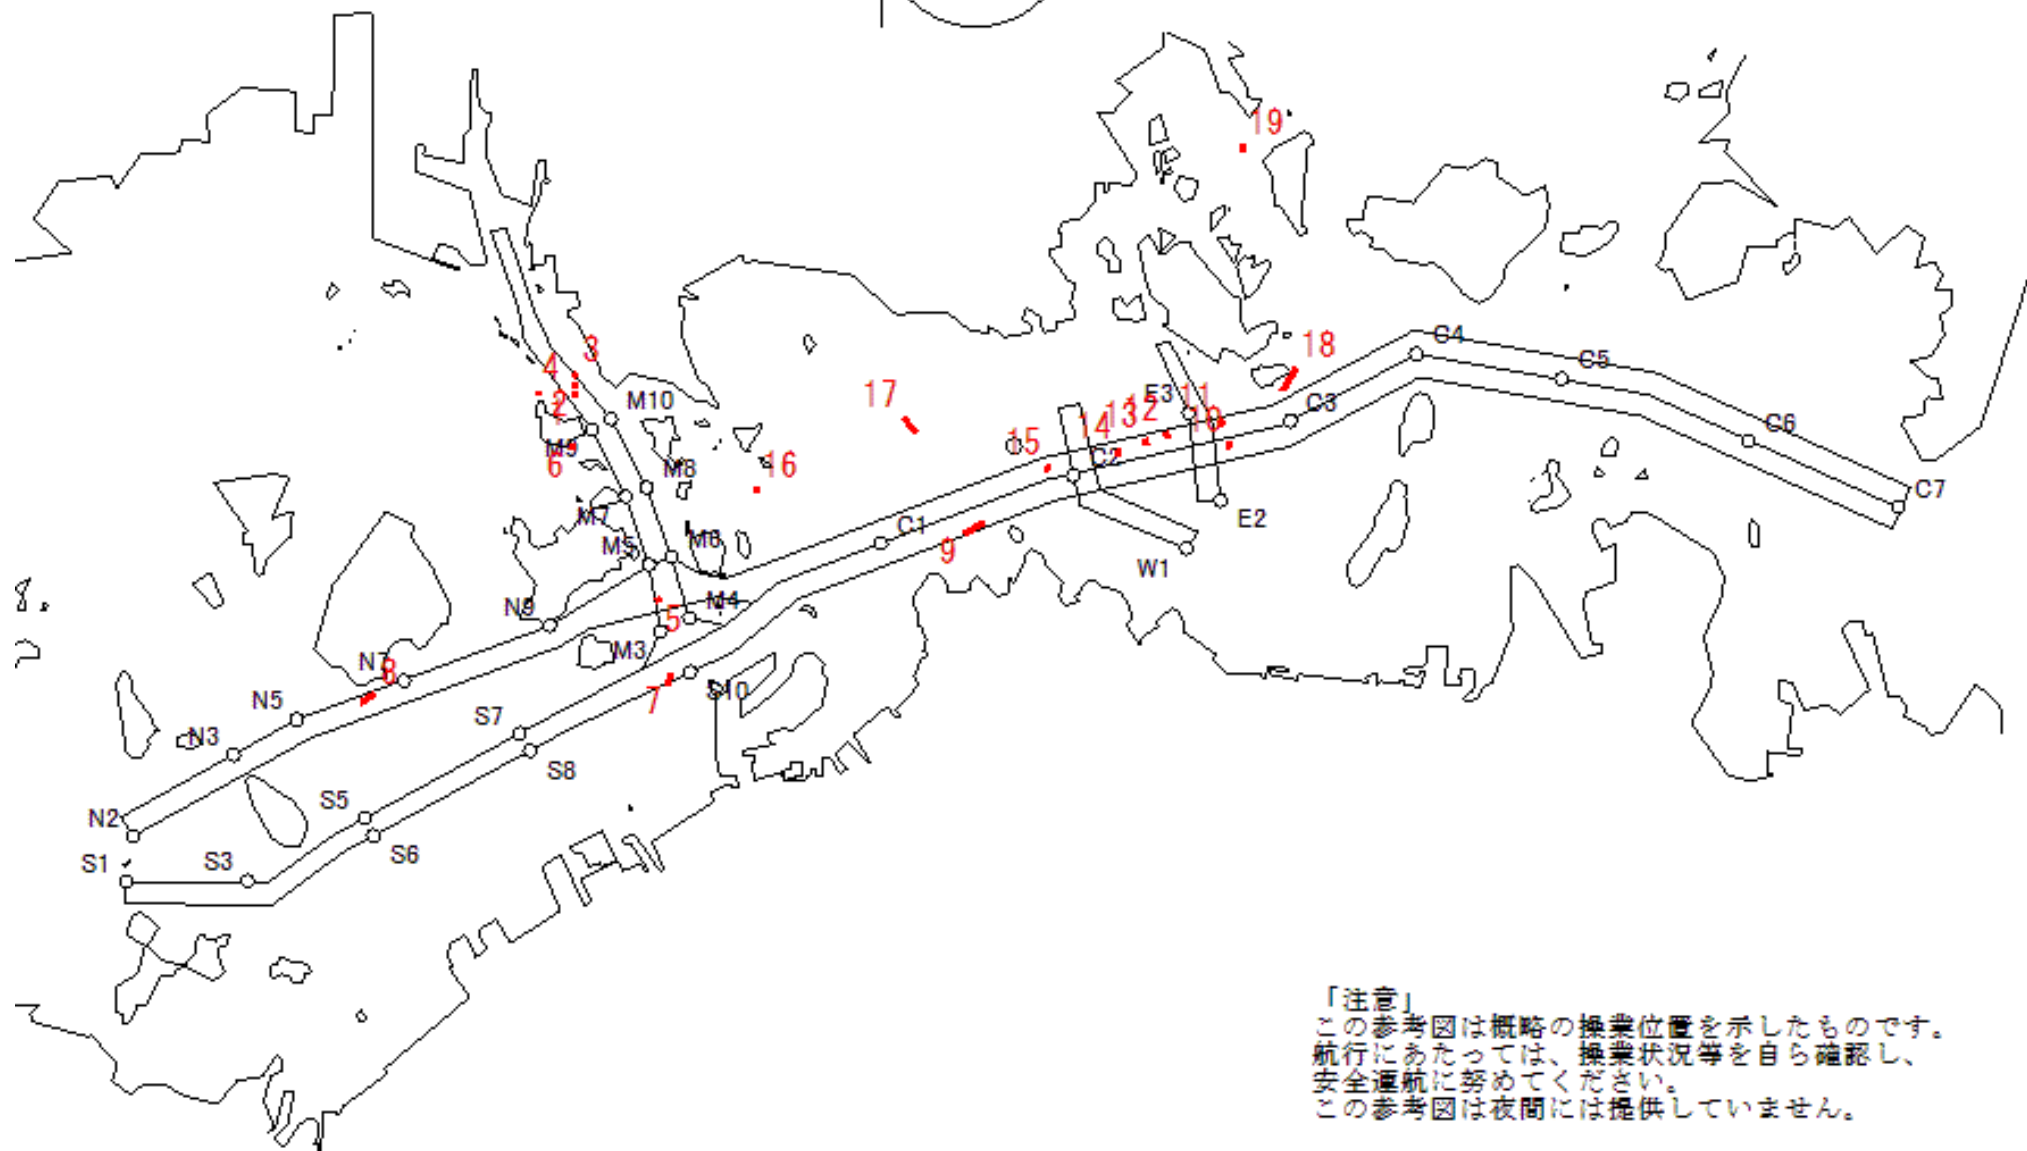 19
3
18
C4
4
C5
2
1
M10
17
E3
11
C3
12
13
10
14
C6
M9
15
6
M8
C2
16
C7
M7
E2
C1
M5
M6
9
W1
N9
M4
5
M3
N7
8
S10
N5
7
S7
N3
S8
S5
N2
S6
S1
S3
「注意」
この参考図は概略の操業位置を示したものです。
航行にあたっては、操業状況等を自ら確認し、
安全運航に努めてください。
この参考図は夜間には提供していません。